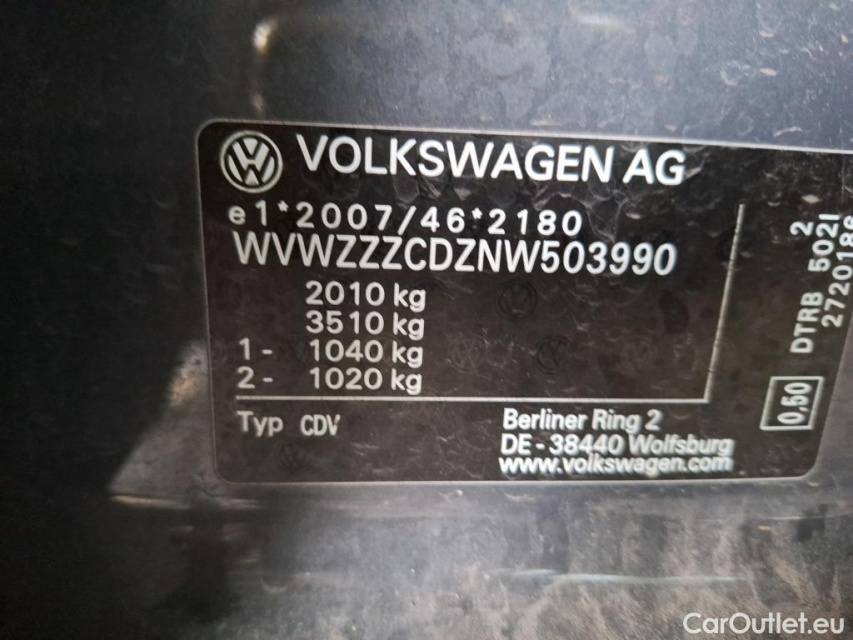 VOLKSWAGEN AG
e1*2007/46*2180
WVWZZZCDZNW503990
2010 kg
3510 kg
1- 1040 kg
2- 1020 kg
Typ CDV
Berliner Ring 2
DE-38440 Wolfsburg
www.volkswagen.com
2
DTRB 502I
2720186
0,50
CarOutlet.eu